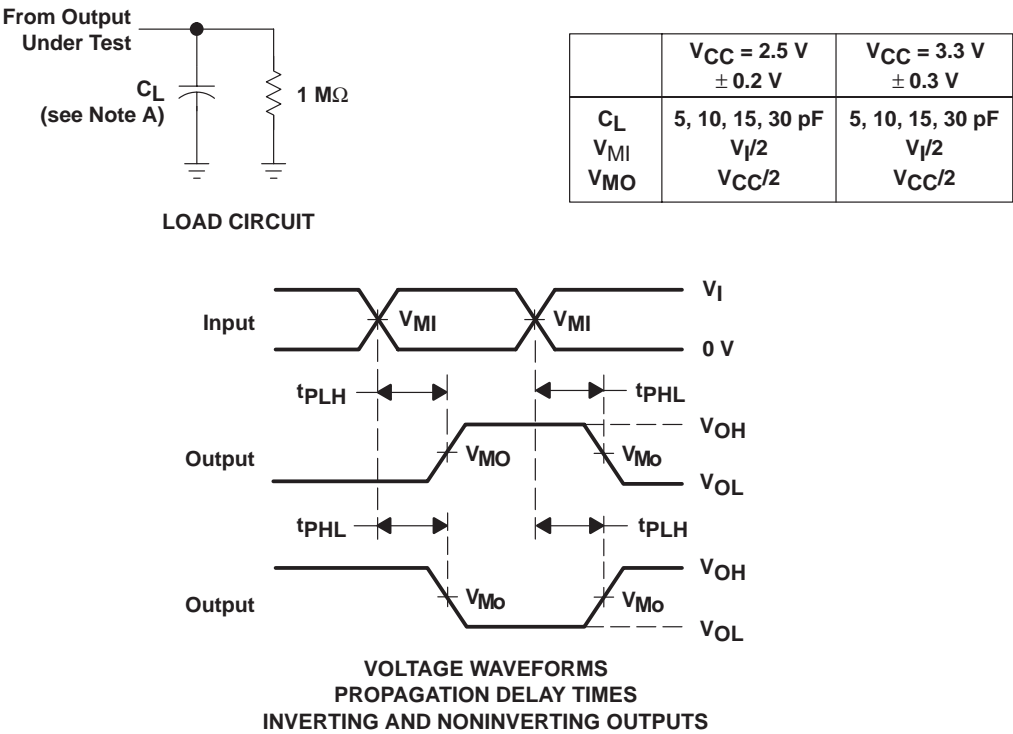 From Output
Under Test
CL
(see Note A)
1 MΩ
LOAD CIRCUIT
VCC = 2.5 V
± 0.2 V
VCC = 3.3 V
± 0.3 V
CL 5, 10, 15, 30 pF 5, 10, 15, 30 pF
VMI VI/2 VI/2
VMO VCC/2 VCC/2
Input VMI VMI VI
0 V
tPLH tPHL
Output VMO VMo VOH
VOL
tPHL tPLH
Output VMo VMo VOH
VOL
VOLTAGE WAVEFORMS
PROPAGATION DELAY TIMES
INVERTING AND NONINVERTING OUTPUTS